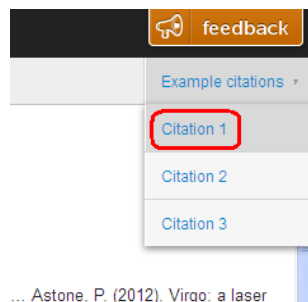 feedback
Example citations
Citation 1
Citation 2
Citation 3
... Astone, P. (2012). Virgo: a laser